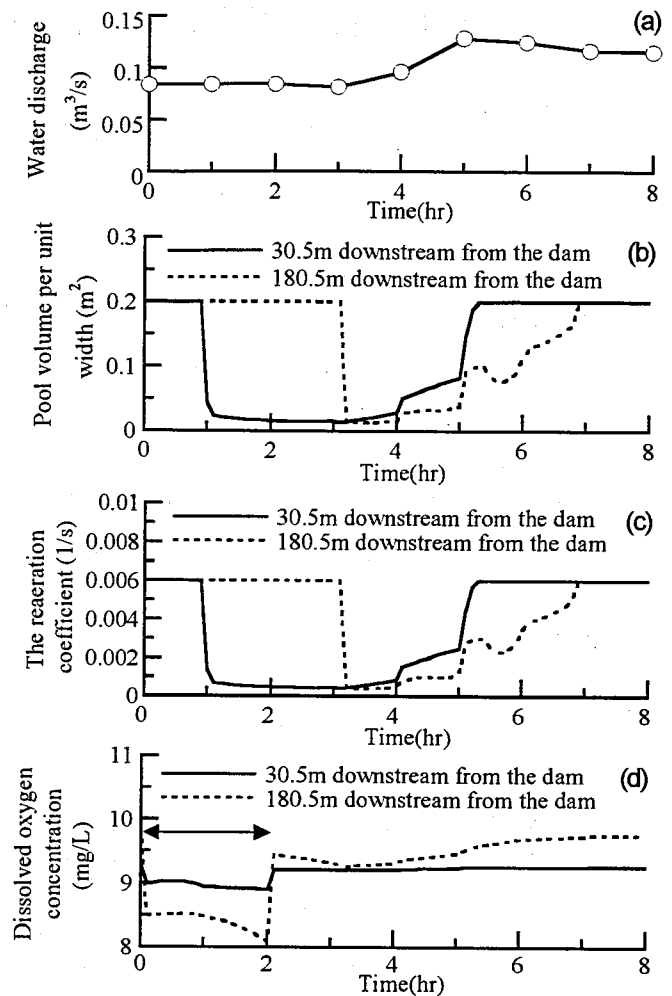 (a)
0.15
0.1
0.05
0
Water discharge
(m³/s)
0 2 4 6 8
Time(hr)
(b)
30.5m downstream from the dam
180.5m downstream from the dam
0.3
0.2
0.1
0
Pool volume per unit
width (m²)
0 2 4 6 8
Time(hr)
(c)
30.5m downstream from the dam
180.5m downstream from the dam
0.01
0.008
0.006
0.004
0.002
0
The reaeration
coefficient (1/s)
0 2 4 6 8
Time(hr)
(d)
30.5m downstream from the dam
180.5m downstream from the dam
11
10
9
8
Dissolved oxygen
concentration
(mg/L)
0 2 4 6 8
Time(hr)